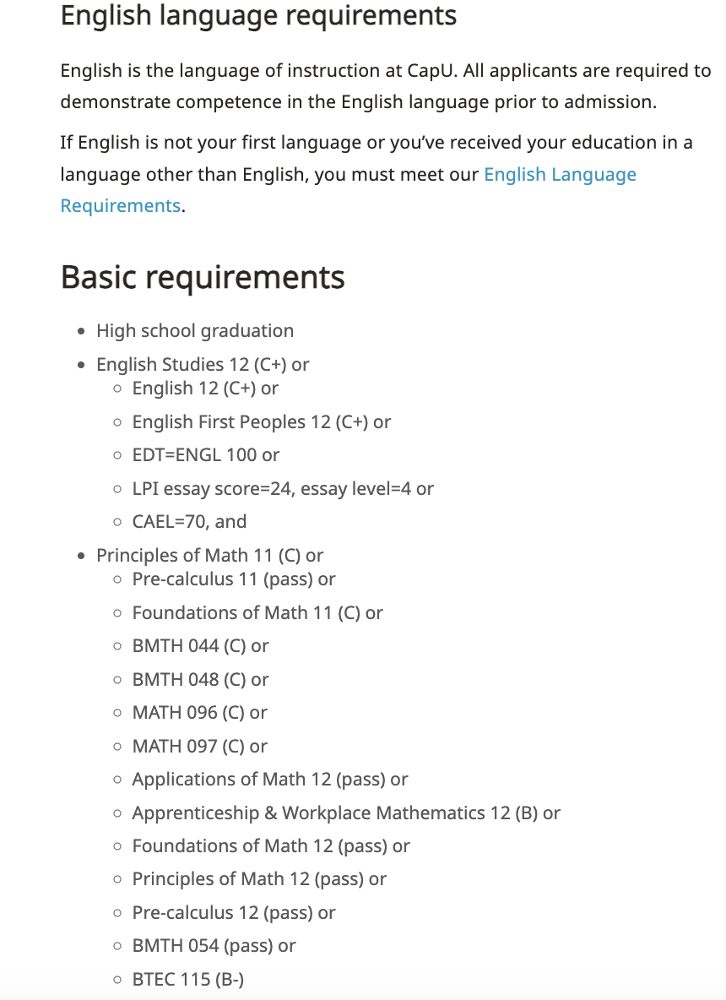 English language requirements
English is the language of instruction at CapU. All applicants are required to
demonstrate competence in the English language prior to admission.
If English is not your first language or you’ve received your education in a
language other than English, you must meet our English Language
Requirements.
Basic requirements
• High school graduation
• English Studies 12 (C+) or
○ English 12 (C+) or
○ English First Peoples 12 (C+) or
○ EDT=ENGL 100 or
○ LPI essay score=24, essay level=4 or
○ CAEL=70, and
• Principles of Math 11 (C) or
○ Pre-calculus 11 (pass) or
○ Foundations of Math 11 (C) or
○ BMTH 044 (C) or
○ BMTH 048 (C) or
○ MATH 096 (C) or
○ MATH 097 (C) or
○ Applications of Math 12 (pass) or
○ Apprenticeship & Workplace Mathematics 12 (B) or
○ Foundations of Math 12 (pass) or
○ Principles of Math 12 (pass) or
○ Pre-calculus 12 (pass) or
○ BMTH 054 (pass) or
○ BTEC 115 (B-)